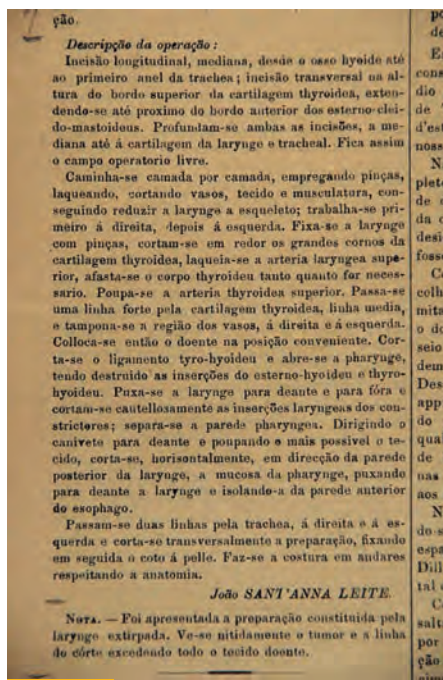 ção.
Descripção da operação:
Incisão longitudinal, mediana, desde o osso hyoide até
ao primeiro anel da trachea; incisão transversal na al-
tura do bordo superior da cartilagem thyroidea, exten-
dendo-se até proximo do bordo anterior dos esterno-clei-
do-mastoideus. Profundam-se ambas as incisões, a me-
diana até á cartilagem da larynge e tracheal. Fica assim
o campo operatorio livre.
Caminha-se camada por camada, empregando pinças,
laqueando, cortando vasos, tecido e musculatura, con-
seguindo reduzir a larynge a esqueleto; trabalha-se pri-
meiro á direita, depois á esquerda. Fixa-se a larynge
com pinças, cortam-se em redor os grandes cornos da
cartilagem thyroidea, laqueia-se a arteria laryngea supe-
rior, afasta-se o corpo thyroideu tanto quanto fôr neces-
sario. Poupa-se a arteria thyroidea superior. Passa-se
uma linha forte pela cartilagem thyroidea, linha media,
e tampona-se a região dos vasos, á direita e á esquerda.
Colloca-se então o doente na posição conveniente. Cor-
ta-se o ligamento tyro-hyoideu e abre-se a pharynge,
tendo destruido as inserções do esterno-hyoideu e thyro-
hyoideu. Puxa-se a larynge para deante e para fóra e
cortam-se cautellosamente as inserções laryngeas dos con-
strictores; separa-se a parede pharyngea. Dirigindo o
canivete para deante e poupando o mais possivel o te-
cido, corta-se, horisontalmente, em direcção da parede
posterior da larynge, a mucosa da pharynge, puxando
para deante a larynge e isolando-a da parede anterior
do esophago.
Passam-se duas linhas pela trachea, á direita e á es-
querda e corta-se transversalmente a preparação, fixando
em seguida o coto á pelle. Faz-se a costura em andares
respeitando a anatomia.
João SANT'ANNA LEITE.
NOTA. — Foi apresentada a preparação constituida pela
larynge extirpada. Ve-se nitidamente o tumor e a linha
do córte excedendo todo o tecido doente.